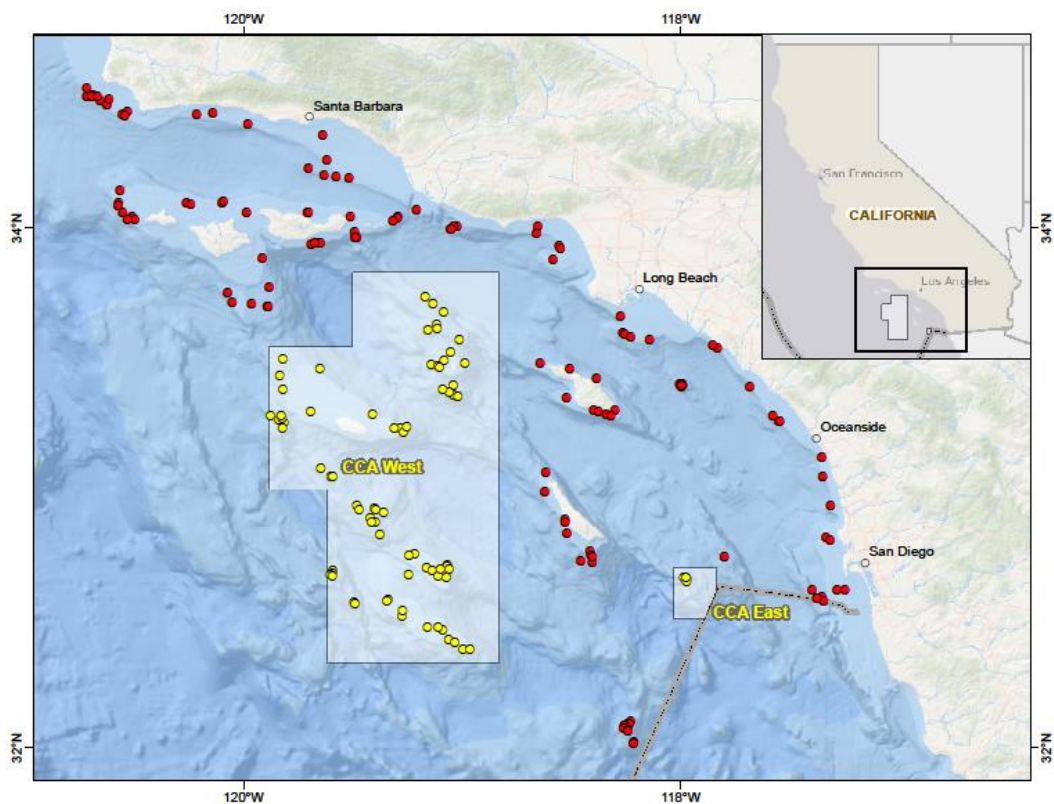 120°W
118°W
Santa Barbara
San Francisco
CALIFORNIA
34°N
34°N
Long Beach
Los Angeles
Oceanside
CCA West
San Diego
CCA East
32°N
32°N
120°W
118°W